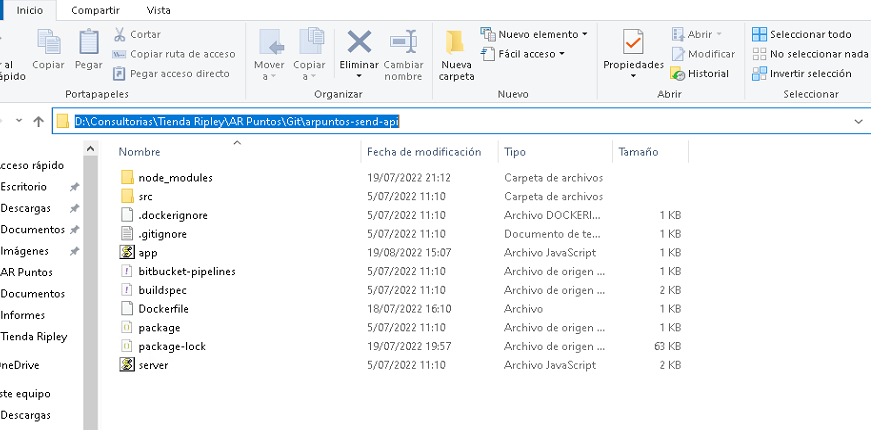 Inicio Compartir Vista
Cortar
Copiar ruta de acceso
Pegar acceso directo
Copiar Pegar
Portapapeles
Mover a Copiar a Eliminar Cambiar nombre
Organizar
Nueva carpeta
Nuevo elemento
Fácil acceso
Nuevo
Propiedades
Abrir
Modificar
Historial
Abrir
Seleccionar todo
No seleccionar nada
Invertir selección
Seleccionar
D:\Consultorias\Tienda Ripley\AR Puntos\Git\arpuntos-send-api
Nombre Fecha de modificación Tipo Tamaño
node_modules 19/07/2022 21:12 Carpeta de archivos
src 5/07/2022 11:10 Carpeta de archivos
.dockerignore 5/07/2022 11:10 Archivo DOCKERI... 1 KB
.gitignore 5/07/2022 11:10 Documento de te... 1 KB
app 19/08/2022 15:07 Archivo JavaScript 1 KB
bitbucket-pipelines 5/07/2022 11:10 Archivo de origen ... 1 KB
buildspec 5/07/2022 11:10 Archivo de origen ... 2 KB
Dockerfile 18/07/2022 16:10 Archivo 1 KB
package 5/07/2022 11:10 Archivo de origen ... 1 KB
package-lock 19/07/2022 19:57 Archivo de origen ... 63 KB
server 5/07/2022 11:10 Archivo JavaScript 2 KB
cceso rápido
Escritorio
Descargas
Documentos
Imágenes
AR Puntos
Documentos
Informes
Tienda Ripley
neDrive
ste equipo
Descargas